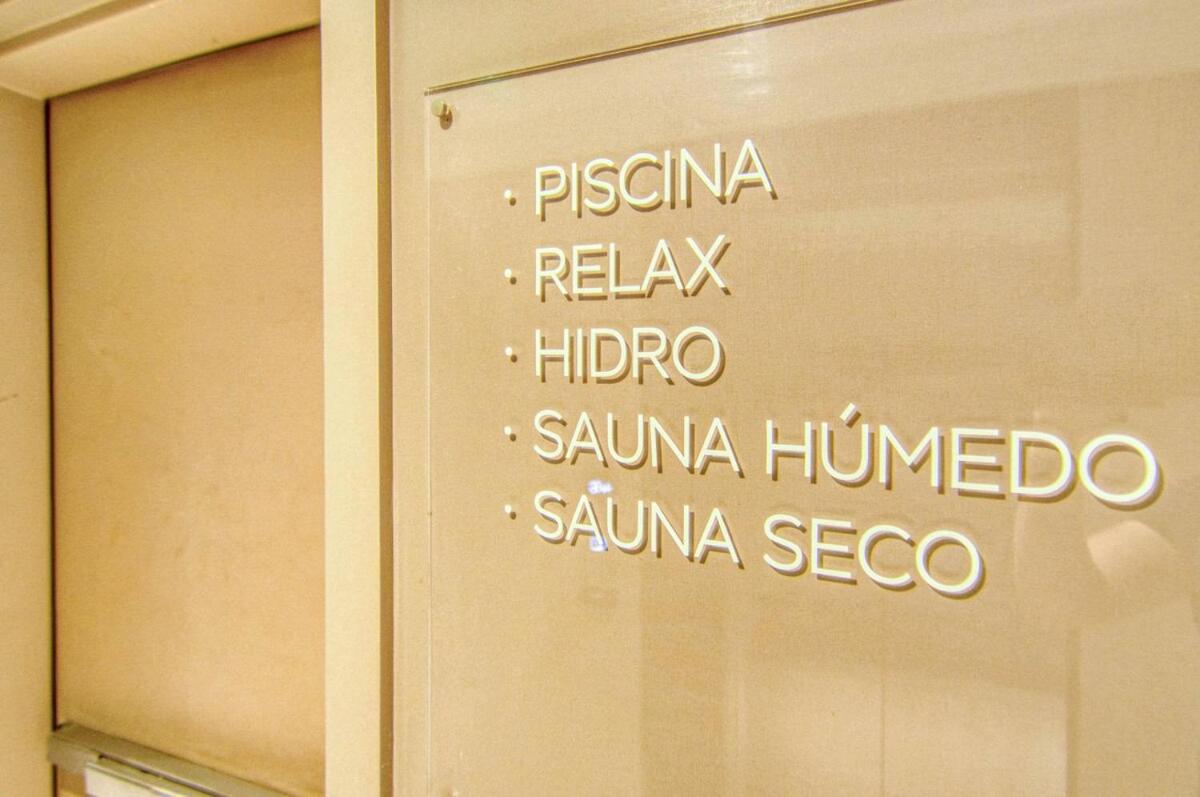 · PISCINA
· RELAX
· HIDRO
· SAUNA HÚMEDO
· SAUNA SECO